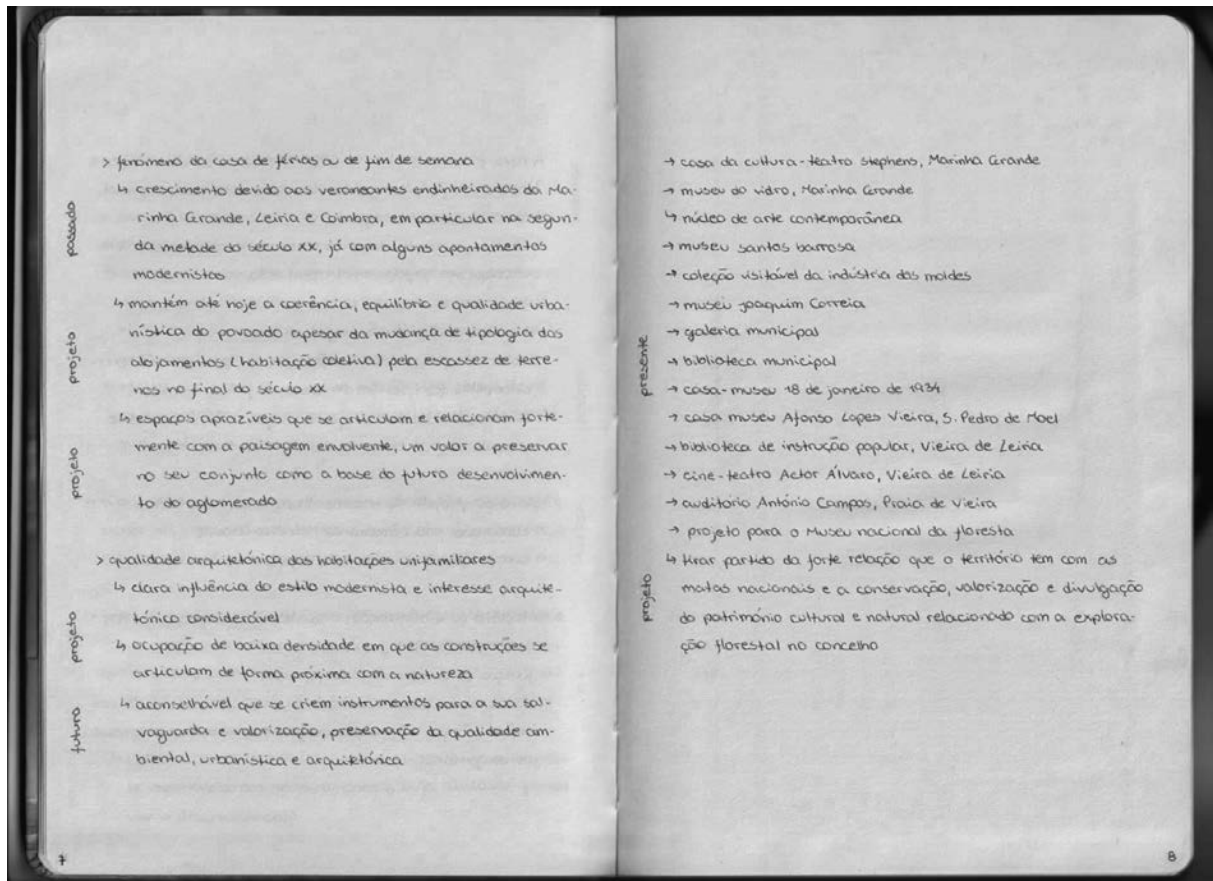 > fenómeno da casa de férias ou de fim de semana
↳ crescimento devido aos veraneantes endinheirados da Ma-
passado
rinha Grande, Leiria e Coimbra, em particular na segun-
da metade do século XX, já com alguns apontamentos
modernistas
↳ mantém até hoje a coerência, equilíbrio e qualidade urba-
nística do povoado apesar da mudança de tipologia dos
projeto
alojamentos (habitação coletiva) pela escassez de terre-
nos no final do século XX
↳ espaços aprazíveis que se articulam e relacionam forte-
mente com a paisagem envolvente, um valor a preservar
projeto
no seu conjunto como a base do futuro desenvolvimen-
to do aglomerado
> qualidade arquitetónica das habitações unifamiliares
↳ clara influência do estilo modernista e interesse arquite-
tónico considerável
projeto
↳ ocupação de baixa densidade em que as construções se
articulam de forma próxima com a natureza
↳ aconselhável que se criem instrumentos para a sua sal-
futuro
vaguarda e valorização, preservação da qualidade am-
biental, urbanística e arquitetónica
7
→ casa da cultura-teatro stephens, Marinha Grande
→ museu do vidro, Marinha Grande
↳ núcleo de arte contemporânea
→ museu santos barrosa
→ coleção visitável da indústria dos moldes
→ museu Joaquim Correia
→ galeria municipal
presente
→ biblioteca municipal
→ casa-museu 18 de janeiro de 1934
→ casa museu Afonso Lopes Vieira, S. Pedro de Moel
→ biblioteca de instrução popular, Vieira de Leiria
→ cine-teatro Actor Álvaro, Vieira de Leiria
→ auditório António Campos, Praia de Vieira
→ projeto para o Museu nacional da floresta
↳ tirar partido da forte relação que o território tem com as
projeto
matas nacionais e a conservação, valorização e divulgação
do património cultural e natural relacionado com a explora-
ção florestal no concelho
8